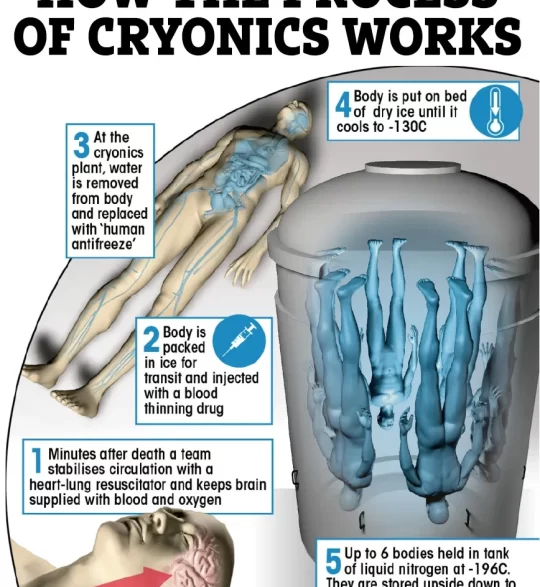 HOW THE PROCESS
OF CRYONICS WORKS
4 Body is put on bed
of dry ice until it
cools to -130C
3 At the
cryonics
plant, water
is removed
from body
and replaced
with ‘human
antifreeze’
2 Body is
packed
in ice for
transit and injected
with a blood
thinning drug
1 Minutes after death a team
stabilises circulation with a
heart-lung resuscitator and keeps brain
supplied with blood and oxygen
5 Up to 6 bodies held in tank
of liquid nitrogen at -196C.
They are stored upside down to